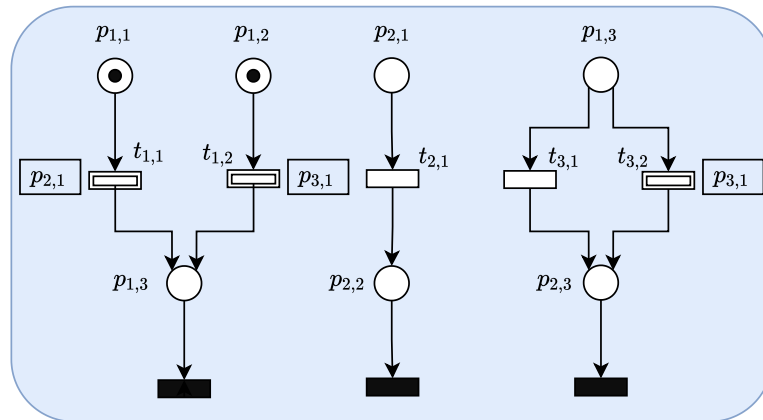 p1,1 p1,2 p2,1 p1,3
t1,1 t1,2 t2,1 t3,1 t3,2
p2,1 p3,1 p3,1
p1,3 p2,2 p2,3